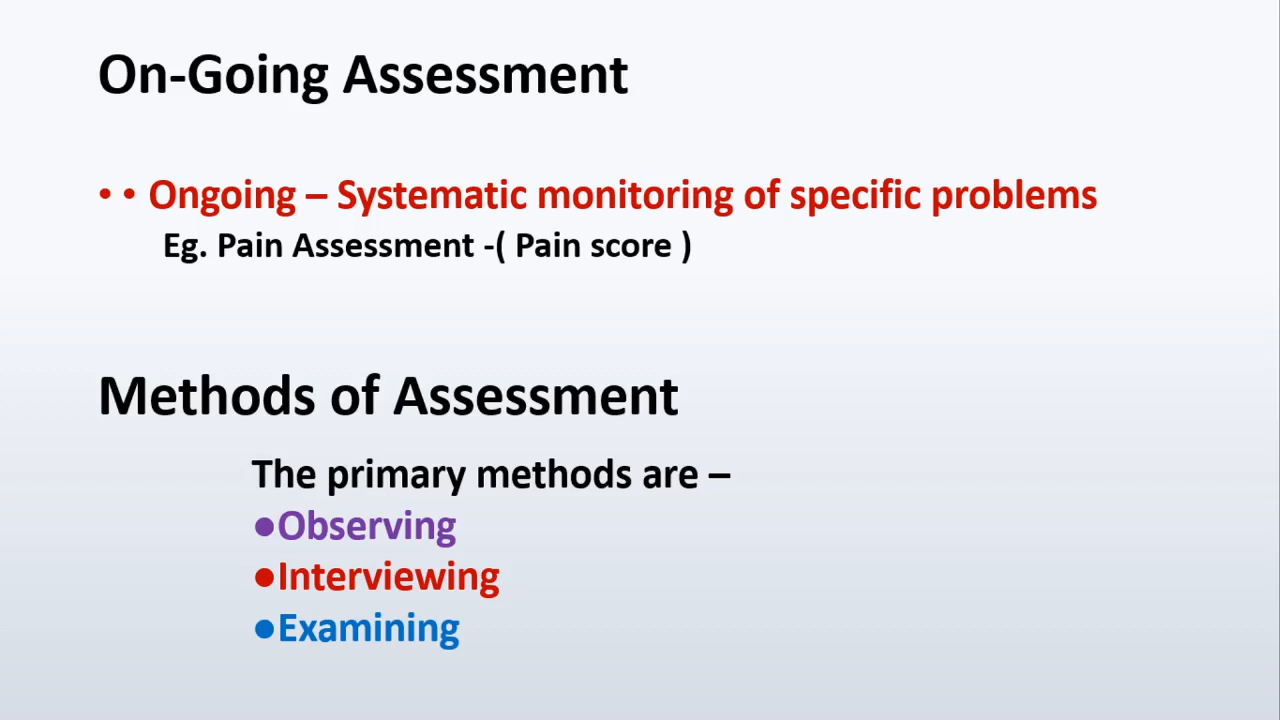 On-Going Assessment
• • Ongoing – Systematic monitoring of specific problems
Eg. Pain Assessment -( Pain score )
Methods of Assessment
The primary methods are –
●Observing
●Interviewing
●Examining